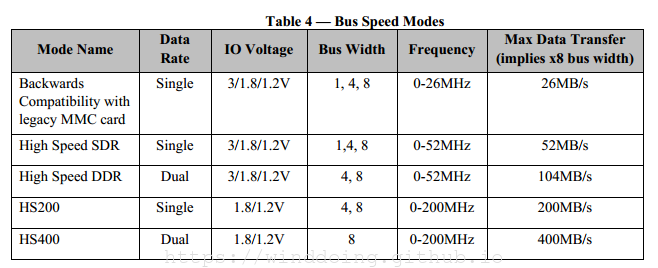 Table 4 — Bus Speed Modes
Mode Name Data Rate IO Voltage Bus Width Frequency Max Data Transfer (implies x8 bus width)
Backwards Compatibility with legacy MMC card Single 3/1.8/1.2V 1, 4, 8 0-26MHz 26MB/s
High Speed SDR Single 3/1.8/1.2V 1,4, 8 0-52MHz 52MB/s
High Speed DDR Dual 3/1.8/1.2V 4, 8 0-52MHz 104MB/s
HS200 Single 1.8/1.2V 4, 8 0-200MHz 200MB/s
HS400 Dual 1.8/1.2V 8 0-200MHz 400MB/s
https://winddoing.github.io